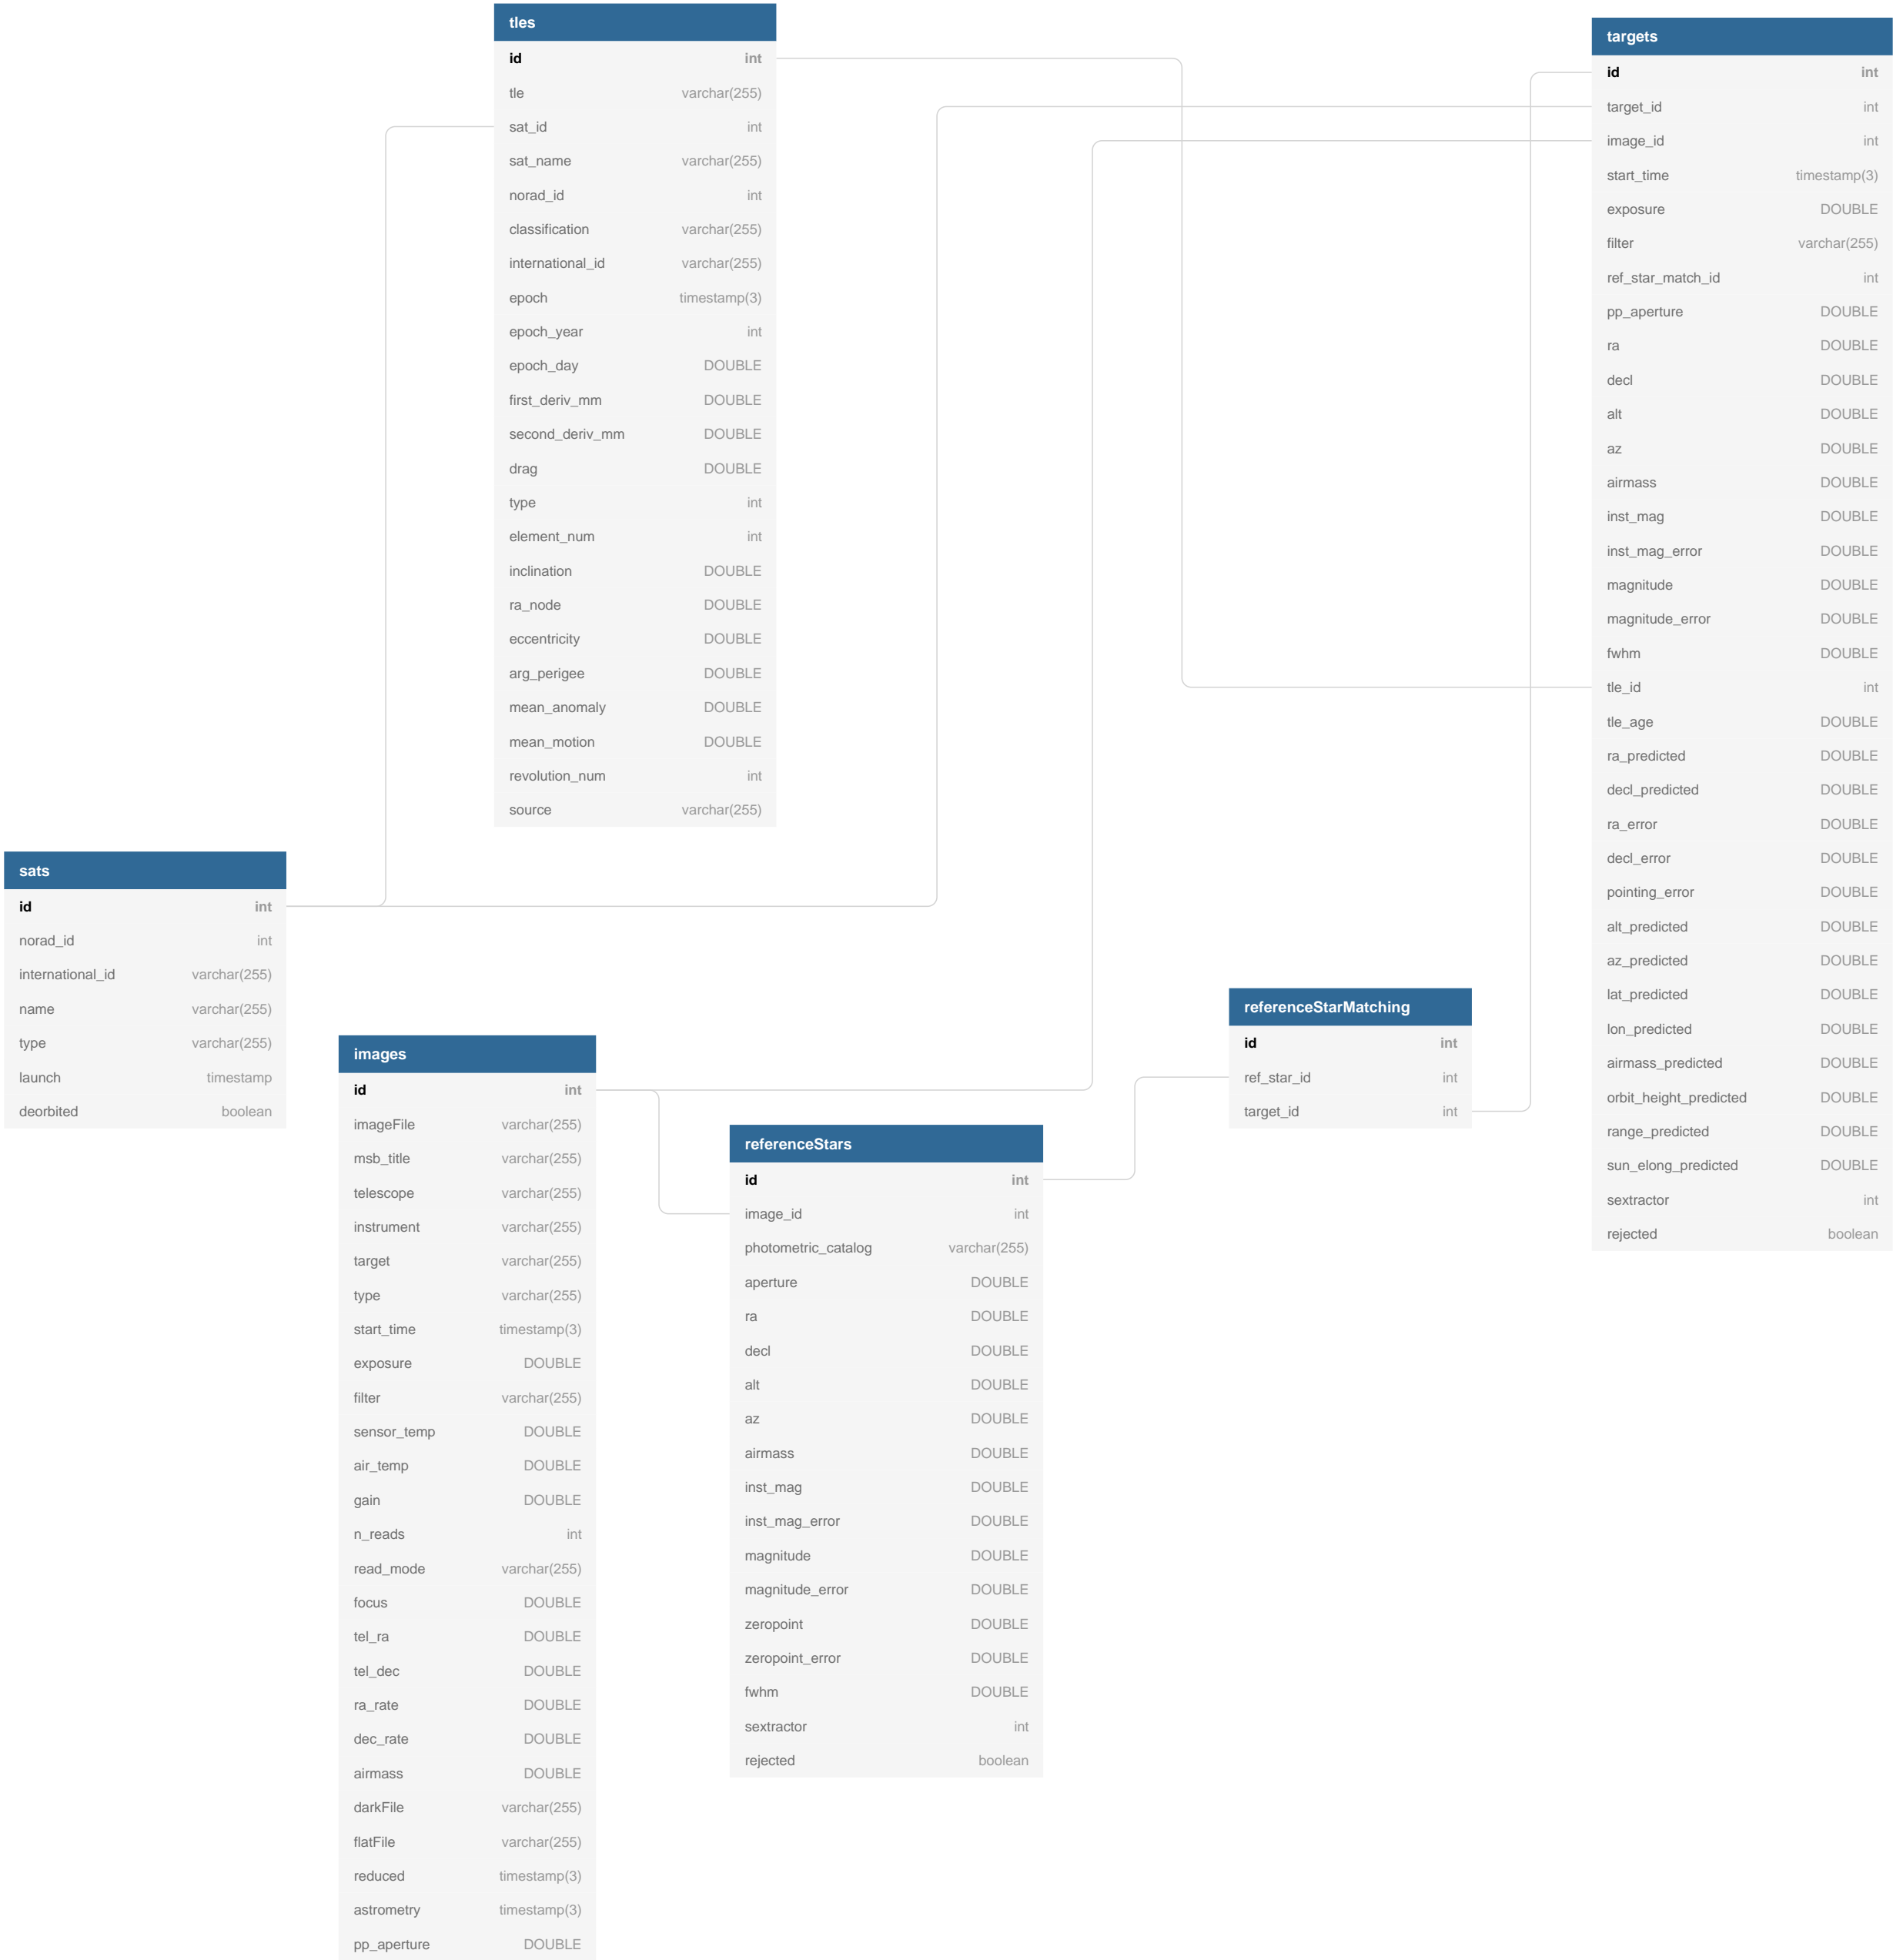 tles
id int
tle varchar(255)
sat_id int
sat_name varchar(255)
norad_id int
classification varchar(255)
international_id varchar(255)
epoch timestamp(3)
epoch_year int
epoch_day DOUBLE
first_deriv_mm DOUBLE
second_deriv_mm DOUBLE
drag DOUBLE
type int
element_num int
inclination DOUBLE
ra_node DOUBLE
eccentricity DOUBLE
arg_perigee DOUBLE
mean_anomaly DOUBLE
mean_motion DOUBLE
revolution_num int
source varchar(255)
targets
id int
target_id int
image_id int
start_time timestamp(3)
exposure DOUBLE
filter varchar(255)
ref_star_match_id int
pp_aperture DOUBLE
ra DOUBLE
decl DOUBLE
alt DOUBLE
az DOUBLE
airmass DOUBLE
inst_mag DOUBLE
inst_mag_error DOUBLE
magnitude DOUBLE
magnitude_error DOUBLE
fwhm DOUBLE
tle_id int
tle_age DOUBLE
ra_predicted DOUBLE
decl_predicted DOUBLE
ra_error DOUBLE
decl_error DOUBLE
pointing_error DOUBLE
alt_predicted DOUBLE
az_predicted DOUBLE
lat_predicted DOUBLE
lon_predicted DOUBLE
airmass_predicted DOUBLE
orbit_height_predicted DOUBLE
range_predicted DOUBLE
sun_elong_predicted DOUBLE
sextractor int
rejected boolean
sats
id int
norad_id int
international_id varchar(255)
name varchar(255)
type varchar(255)
launch timestamp
deorbited boolean
images
id int
imageFile varchar(255)
msb_title varchar(255)
telescope varchar(255)
instrument varchar(255)
target varchar(255)
type varchar(255)
start_time timestamp(3)
exposure DOUBLE
filter varchar(255)
sensor_temp DOUBLE
air_temp DOUBLE
gain DOUBLE
n_reads int
read_mode varchar(255)
focus DOUBLE
tel_ra DOUBLE
tel_dec DOUBLE
ra_rate DOUBLE
dec_rate DOUBLE
airmass DOUBLE
darkFile varchar(255)
flatFile varchar(255)
reduced timestamp(3)
astrometry timestamp(3)
pp_aperture DOUBLE
referenceStars
id int
image_id int
photometric_catalog varchar(255)
aperture DOUBLE
ra DOUBLE
decl DOUBLE
alt DOUBLE
az DOUBLE
airmass DOUBLE
inst_mag DOUBLE
inst_mag_error DOUBLE
magnitude DOUBLE
magnitude_error DOUBLE
zeropoint DOUBLE
zeropoint_error DOUBLE
fwhm DOUBLE
sextractor int
rejected boolean
referenceStarMatching
id int
ref_star_id int
target_id int